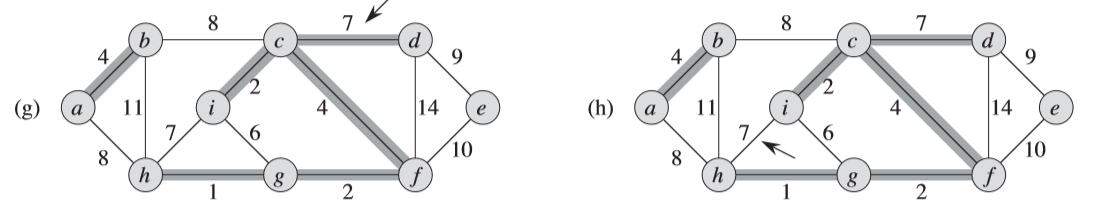 8 7 8 7
b c d b c d
4 9 4 9
2 2
(g) a 11 i 4 14 e (h) a 11 i 4 14 e
7 6 7 6
8 10 8 10
h g f h g f
1 2 1 2